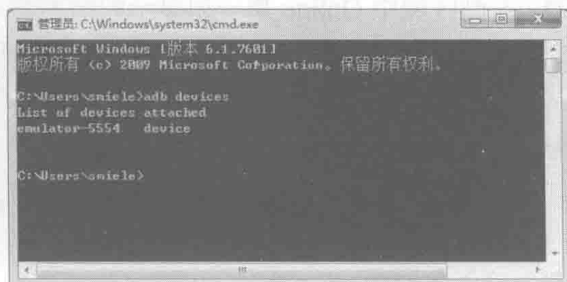 管理员: C:\Windows\system32\cmd.exe
Microsoft Windows [版本 6.1.7601]
版权所有 (c) 2009 Microsoft Corporation。保留所有权利。
C:\Users\smiele>adb devices
List of devices attached
emulator-5554 device
C:\Users\smiele>